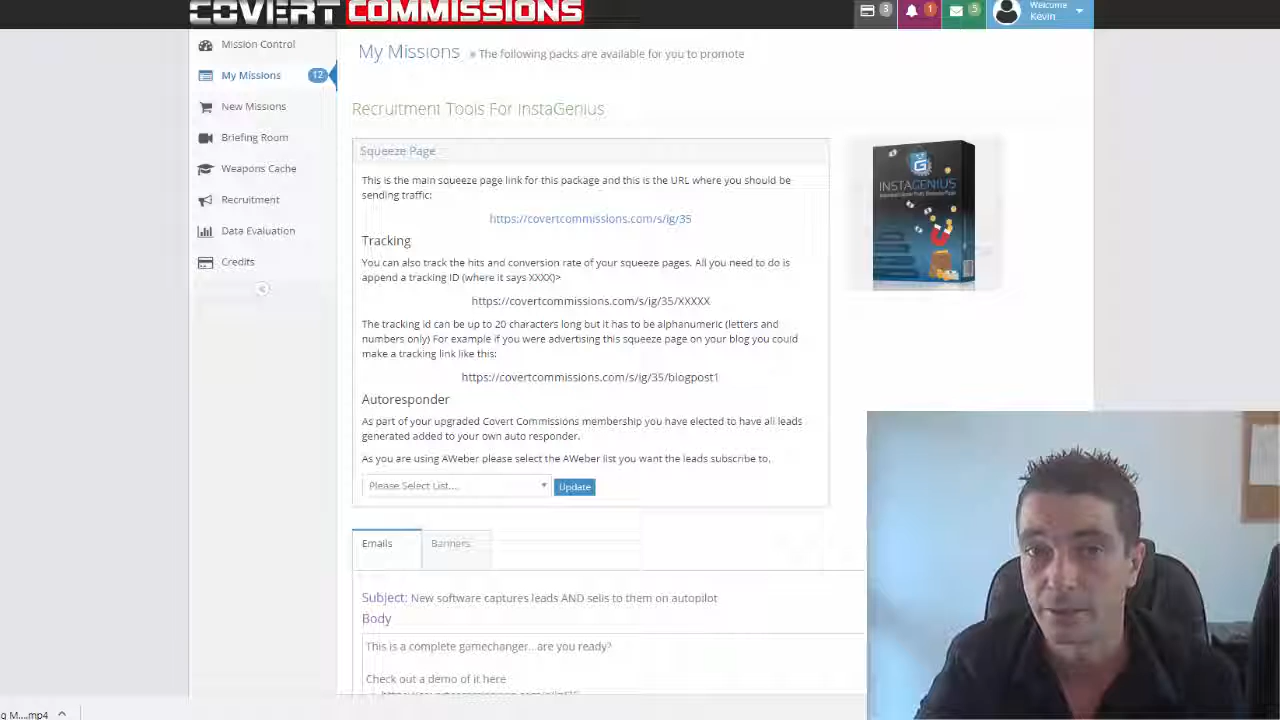 COVERT COMMISSIONS
3
1
5
Welcome
Kevin
Mission Control
My Missions
12
New Missions
Briefing Room
Weapons Cache
Recruitment
Data Evaluation
Credits
My Missions
The following packs are available for you to promote
Recruitment Tools For InstaGenius
Squeeze Page
This is the main squeeze page link for this package and this is the URL where you should be
sending traffic:
https://covertcommissions.com/s/ig/35
Tracking
You can also track the hits and conversion rate of your squeeze pages. All you need to do is
append a tracking ID (where it says XXXX)>
https://covertcommissions.com/s/ig/35/XXXXX
The tracking id can be up to 20 characters long but it has to be alphanumeric (letters and
numbers only) For example if you were advertising this squeeze page on your blog you could
make a tracking link like this:
https://covertcommissions.com/s/ig/35/blogpost1
Autoresponder
As part of your upgraded Covert Commissions membership you have elected to have all leads
generated added to your own auto responder.
As you are using AWeber please select the AWeber list you want the leads subscribe to.
Please Select List....
Update
Emails
Banners
Subject: New software captures leads AND sells to them on autopilot
Body
This is a complete gamechanger...are you ready?
Check out a demo of it here
INSTAGENIUS
g M....mp4